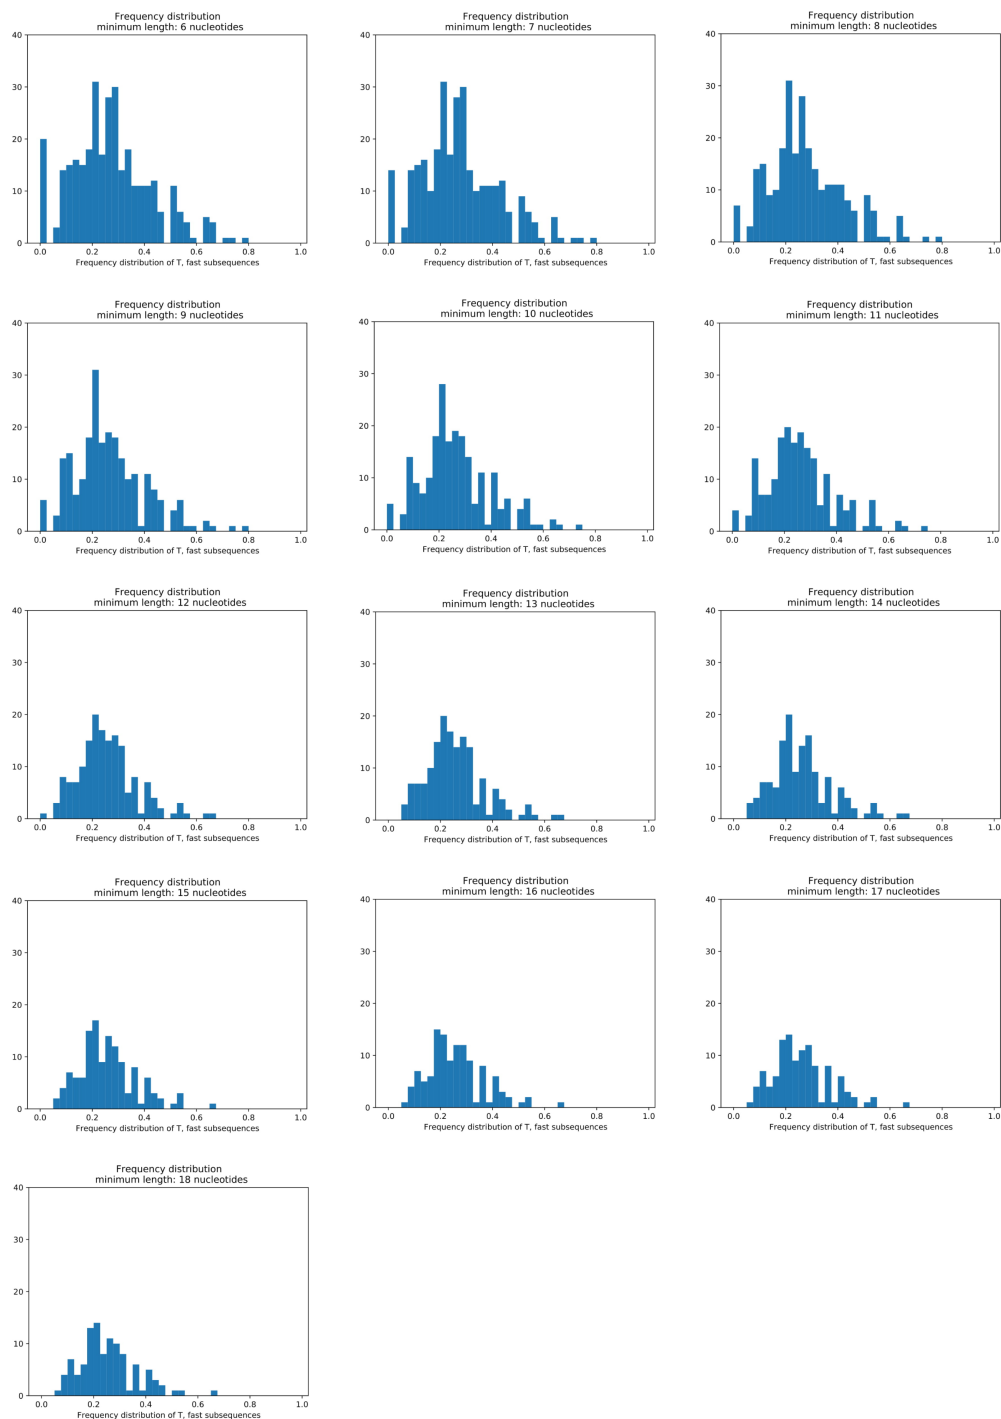 Frequency distribution
minimum length: 6 nucleotides
40
30
20
10
0
0.0 0.2 0.4 0.6 0.8 1.0
Frequency distribution of T, fast subsequences
Frequency distribution
minimum length: 7 nucleotides
40
30
20
10
0
0.0 0.2 0.4 0.6 0.8 1.0
Frequency distribution of T, fast subsequences
Frequency distribution
minimum length: 8 nucleotides
40
30
20
10
0
0.0 0.2 0.4 0.6 0.8 1.0
Frequency distribution of T, fast subsequences
Frequency distribution
minimum length: 9 nucleotides
40
30
20
10
0
0.0 0.2 0.4 0.6 0.8 1.0
Frequency distribution of T, fast subsequences
Frequency distribution
minimum length: 10 nucleotides
40
30
20
10
0
0.0 0.2 0.4 0.6 0.8 1.0
Frequency distribution of T, fast subsequences
Frequency distribution
minimum length: 11 nucleotides
40
30
20
10
0
0.0 0.2 0.4 0.6 0.8 1.0
Frequency distribution of T, fast subsequences
Frequency distribution
minimum length: 12 nucleotides
40
30
20
10
0
0.0 0.2 0.4 0.6 0.8 1.0
Frequency distribution of T, fast subsequences
Frequency distribution
minimum length: 13 nucleotides
40
30
20
10
0
0.0 0.2 0.4 0.6 0.8 1.0
Frequency distribution of T, fast subsequences
Frequency distribution
minimum length: 14 nucleotides
40
30
20
10
0
0.0 0.2 0.4 0.6 0.8 1.0
Frequency distribution of T, fast subsequences
Frequency distribution
minimum length: 15 nucleotides
40
30
20
10
0
0.0 0.2 0.4 0.6 0.8 1.0
Frequency distribution of T, fast subsequences
Frequency distribution
minimum length: 16 nucleotides
40
30
20
10
0
0.0 0.2 0.4 0.6 0.8 1.0
Frequency distribution of T, fast subsequences
Frequency distribution
minimum length: 17 nucleotides
40
30
20
10
0
0.0 0.2 0.4 0.6 0.8 1.0
Frequency distribution of T, fast subsequences
Frequency distribution
minimum length: 18 nucleotides
40
30
20
10
0
0.0 0.2 0.4 0.6 0.8 1.0
Frequency distribution of T, fast subsequences